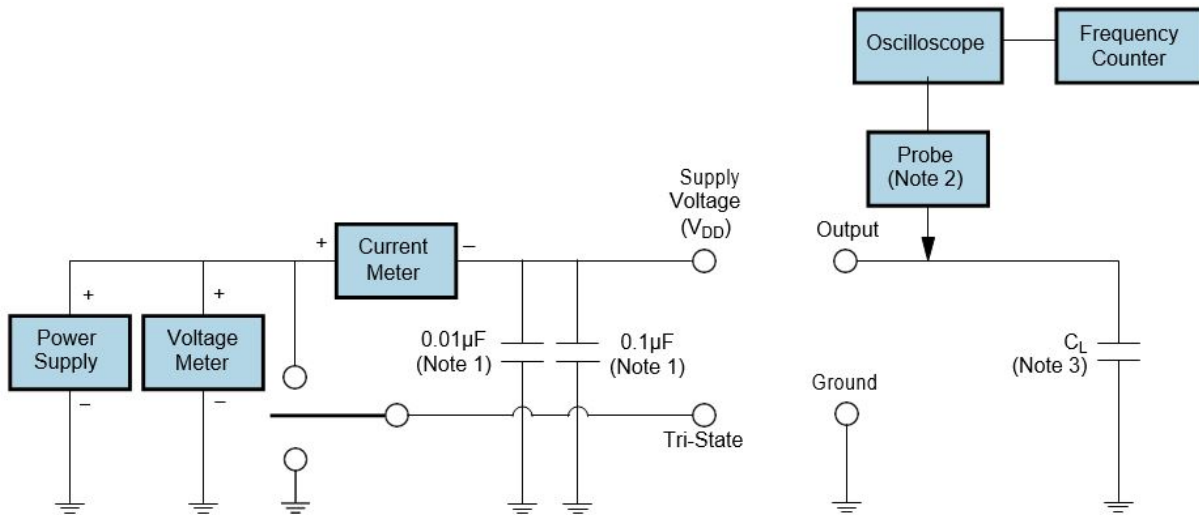 Oscilloscope
Frequency
Counter
Probe
(Note 2)
Supply
Voltage
(VDD)
Output
+
Current
Meter
–
+
Power
Supply
–
+
Voltage
Meter
–
0.01µF
(Note 1)
0.1µF
(Note 1)
CL
(Note 3)
Ground
Tri-State